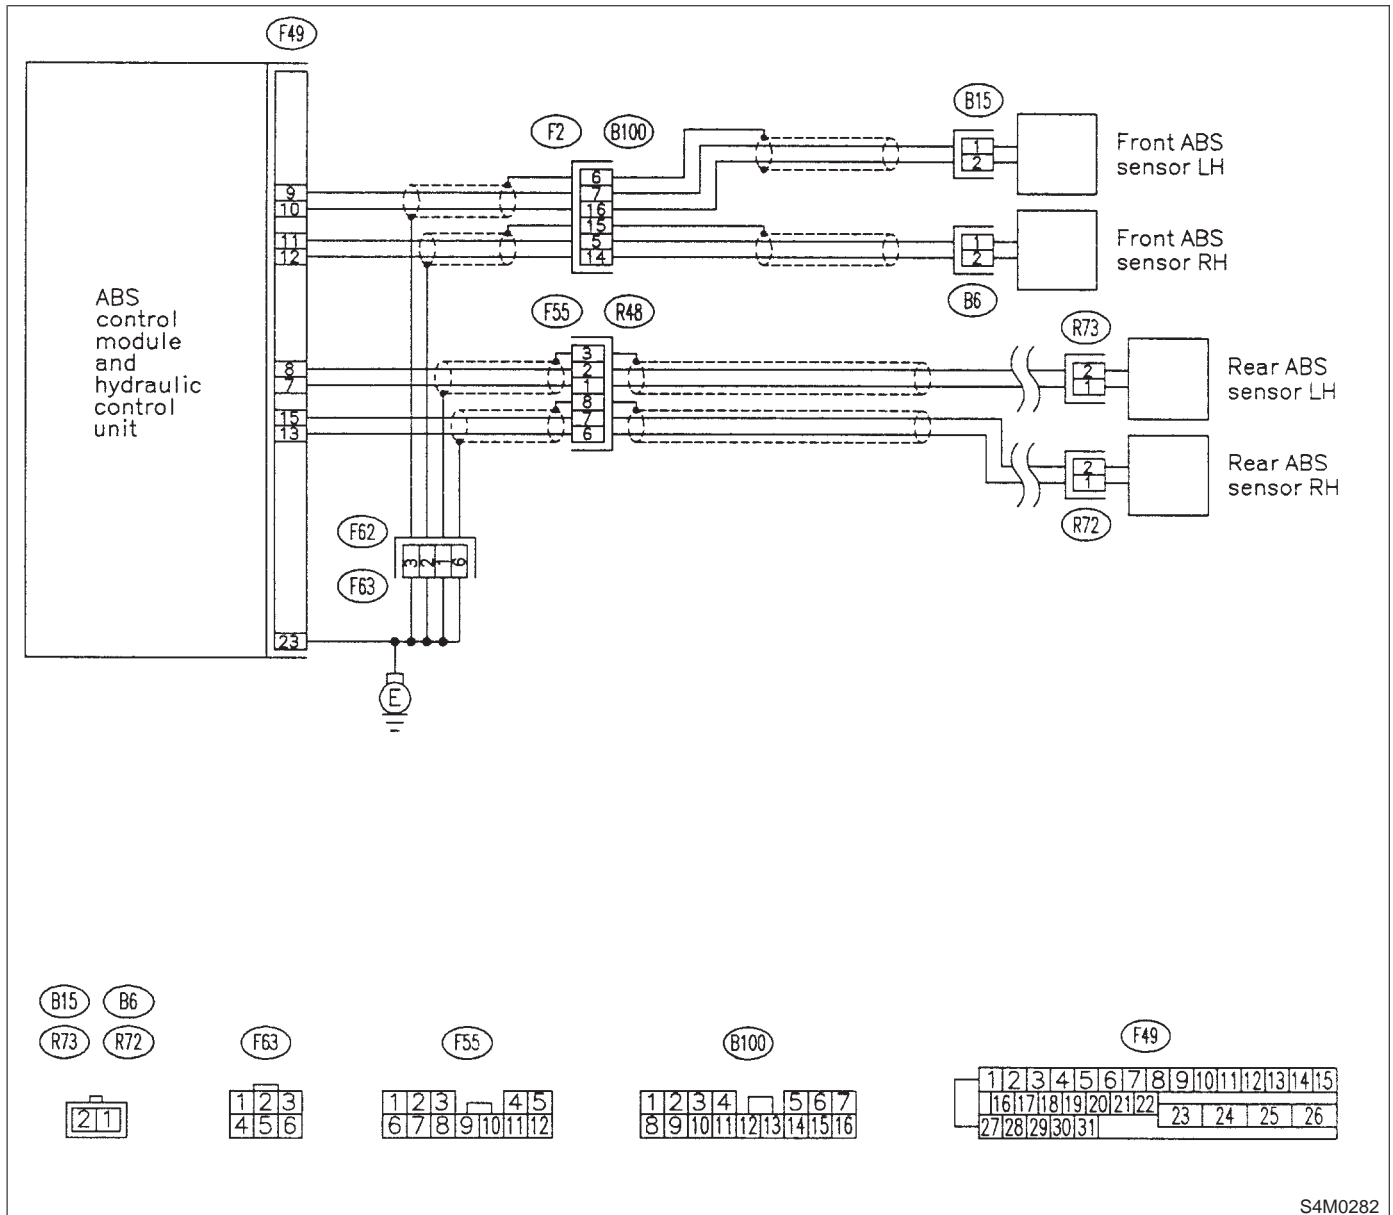 F49
B15
F2 B100
1
2
Front ABS
sensor LH
9
10
11
12
6
7
16
15
5
14
1
2
Front ABS
sensor RH
B6
ABS
control
module
and
hydraulic
control
unit
F55 R48
R73
8
7
15
13
3
2
1
8
7
6
2
1
Rear ABS
sensor LH
2
1
Rear ABS
sensor RH
R72
F62
3 2 1 6
F63
23
E
B15 B6
R73 R72
2 1
F63
1 2 3
4 5 6
F55
1 2 3 4 5
6 7 8 9 10 11 12
B100
1 2 3 4 5 6 7
8 9 10 11 12 13 14 15 16
F49
1 2 3 4 5 6 7 8 9 10 11 12 13 14 15
16 17 18 19 20 21 22
23 24 25 26
27 28 29 30 31
S4M0282